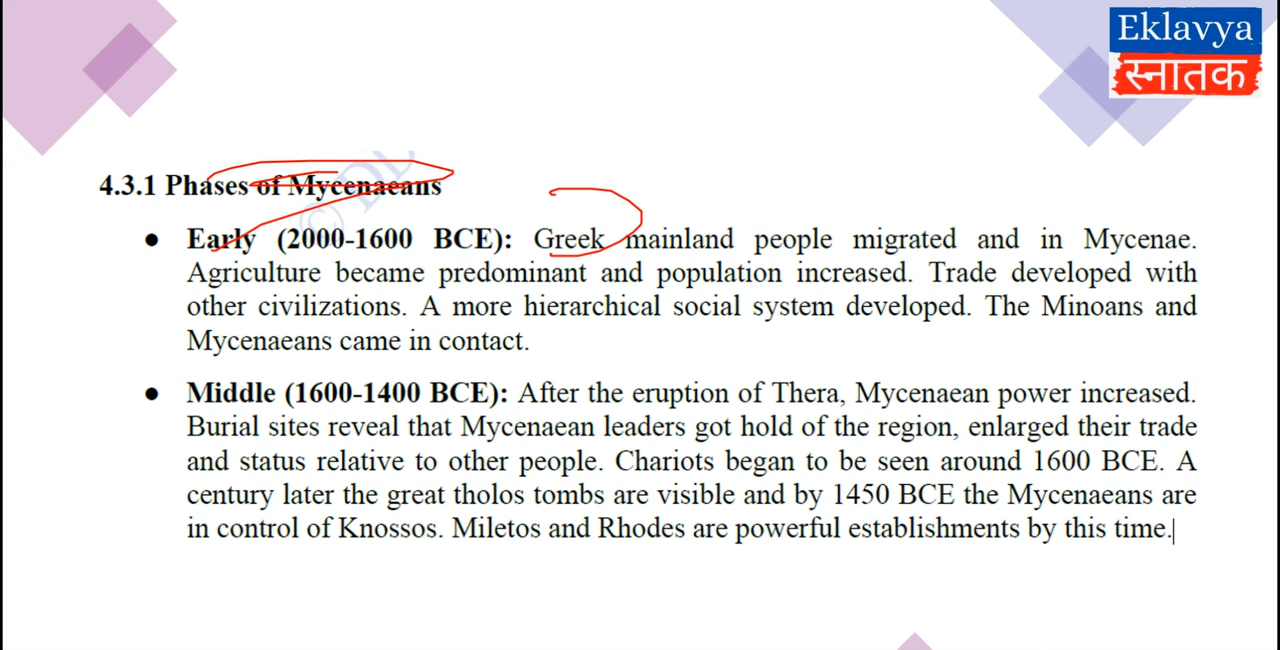 Eklavya
स्नातक
4.3.1 Phases of Mycenaeans
● Early (2000-1600 BCE): Greek mainland people migrated and in Mycenae.
Agriculture became predominant and population increased. Trade developed with
other civilizations. A more hierarchical social system developed. The Minoans and
Mycenaeans came in contact.
● Middle (1600-1400 BCE): After the eruption of Thera, Mycenaean power increased.
Burial sites reveal that Mycenaean leaders got hold of the region, enlarged their trade
and status relative to other people. Chariots began to be seen around 1600 BCE. A
century later the great tholos tombs are visible and by 1450 BCE the Mycenaeans are
in control of Knossos. Miletos and Rhodes are powerful establishments by this time.